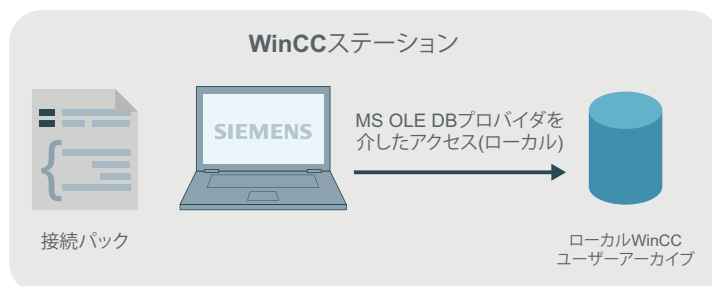 WinCCステーション
SIEMENS
MS OLE DBプロバイダを
介したアクセス(ローカル)
接続パック
ローカルWinCC
ユーザーアーカイブ